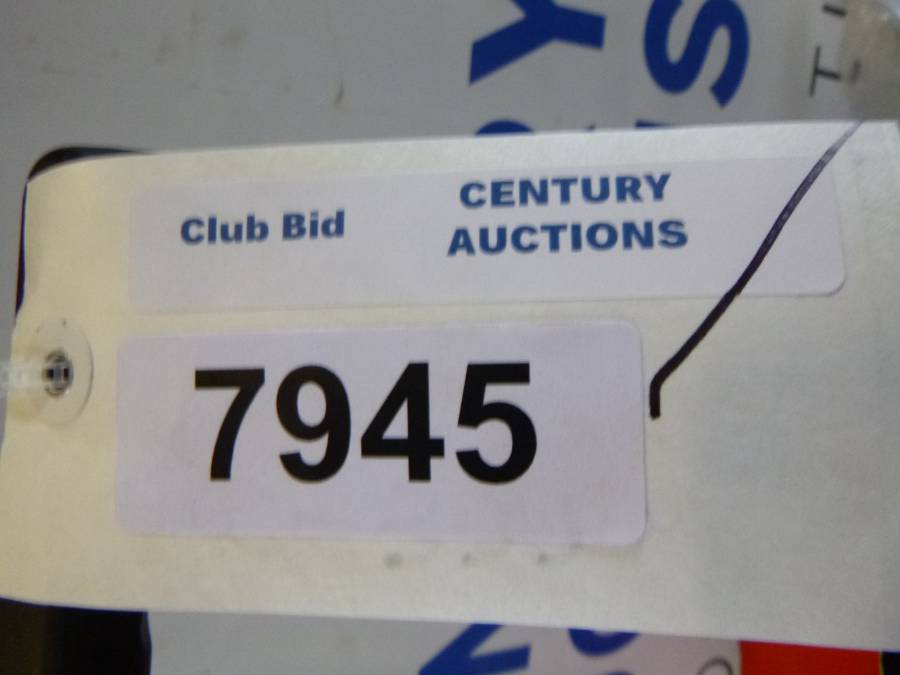 Club Bid
CENTURY
AUCTIONS
7945